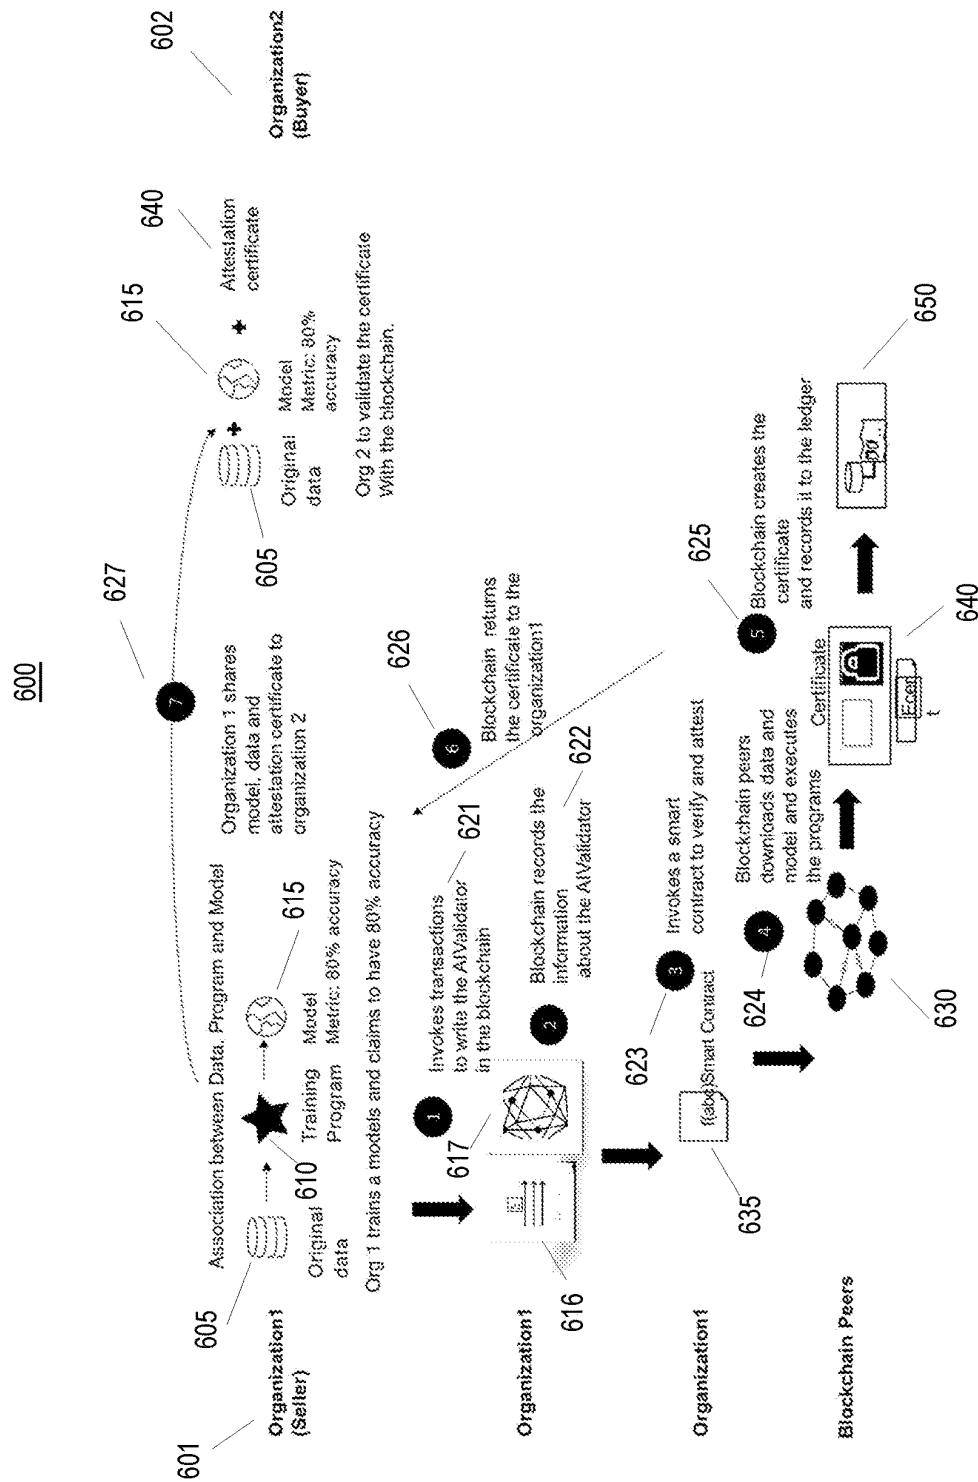 600
601
Organization1
(Seller)
605
Original
data
Association between Data, Program and Model
610
Training
Program
615
Model
Metric: 80% accuracy
Org 1 trains a models and claims to have 80% accuracy
7
627
Organization 1 shares
model, data and
attestation certificate to
organization 2
605
Original
data
615
Model
Metric: 80%
accuracy
640
Attestation
certificate
Org 2 to validate the certificate
With the blockchain.
602
Organization2
(Buyer)
Organization1
616
617
1
Invokes transactions
to write the AIValidator
in the blockchain
621
2
Blockchain records the
information
about the AIValidator
622
6
626
Blockchain returns
the certificate to the
organization1
Organization1
635
f(abc)Smart Contract
623
3
Invokes a smart
contract to verify and attest
Blockchain Peers
624
4
Blockchain peers
downloads data and
model and executes
the programs
630
625
5
Blockchain creates the
certificate
and records it to the ledger
Certificate
Ecer
t
640
650